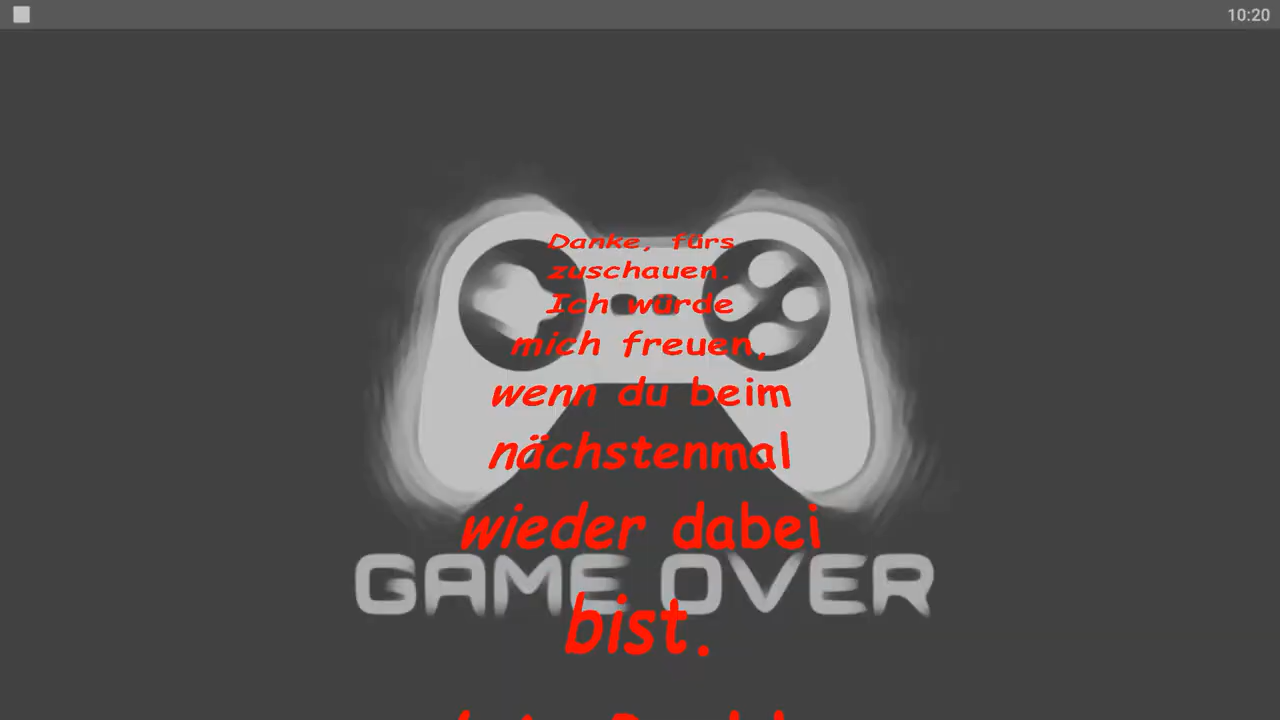 10:20
Danke, fürs
zuschauen.
Ich würde
mich freuen,
wenn du beim
nächstenmal
wieder dabei
GAME OVER
bist.